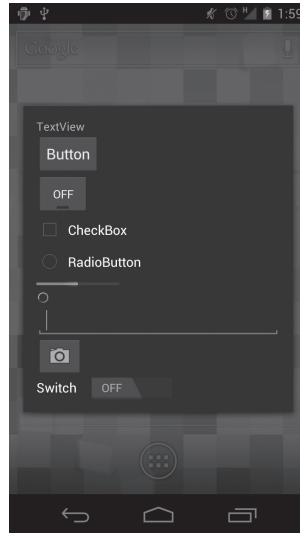 H
1:59
Google
TextView
Button
OFF
CheckBox
RadioButton
Switch OFF